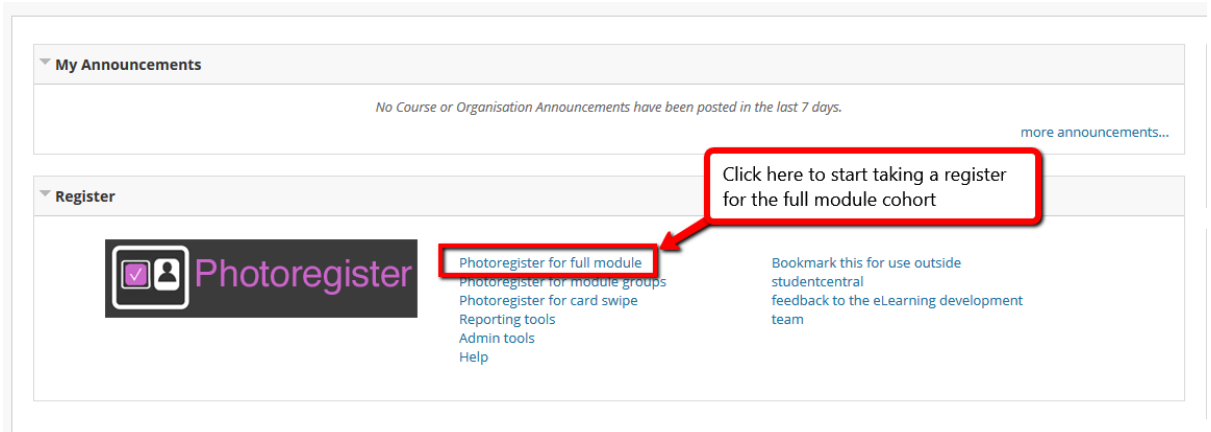 My Announcements
No Course or Organisation Announcements have been posted in the last 7 days.
more announcements...
Click here to start taking a register
for the full module cohort
Register
Photoregister
Photoregister for full module
Photoregister for module groups
Photoregister for card swipe
Reporting tools
Admin tools
Help
Bookmark this for use outside
studentcentral
feedback to the eLearning development
team